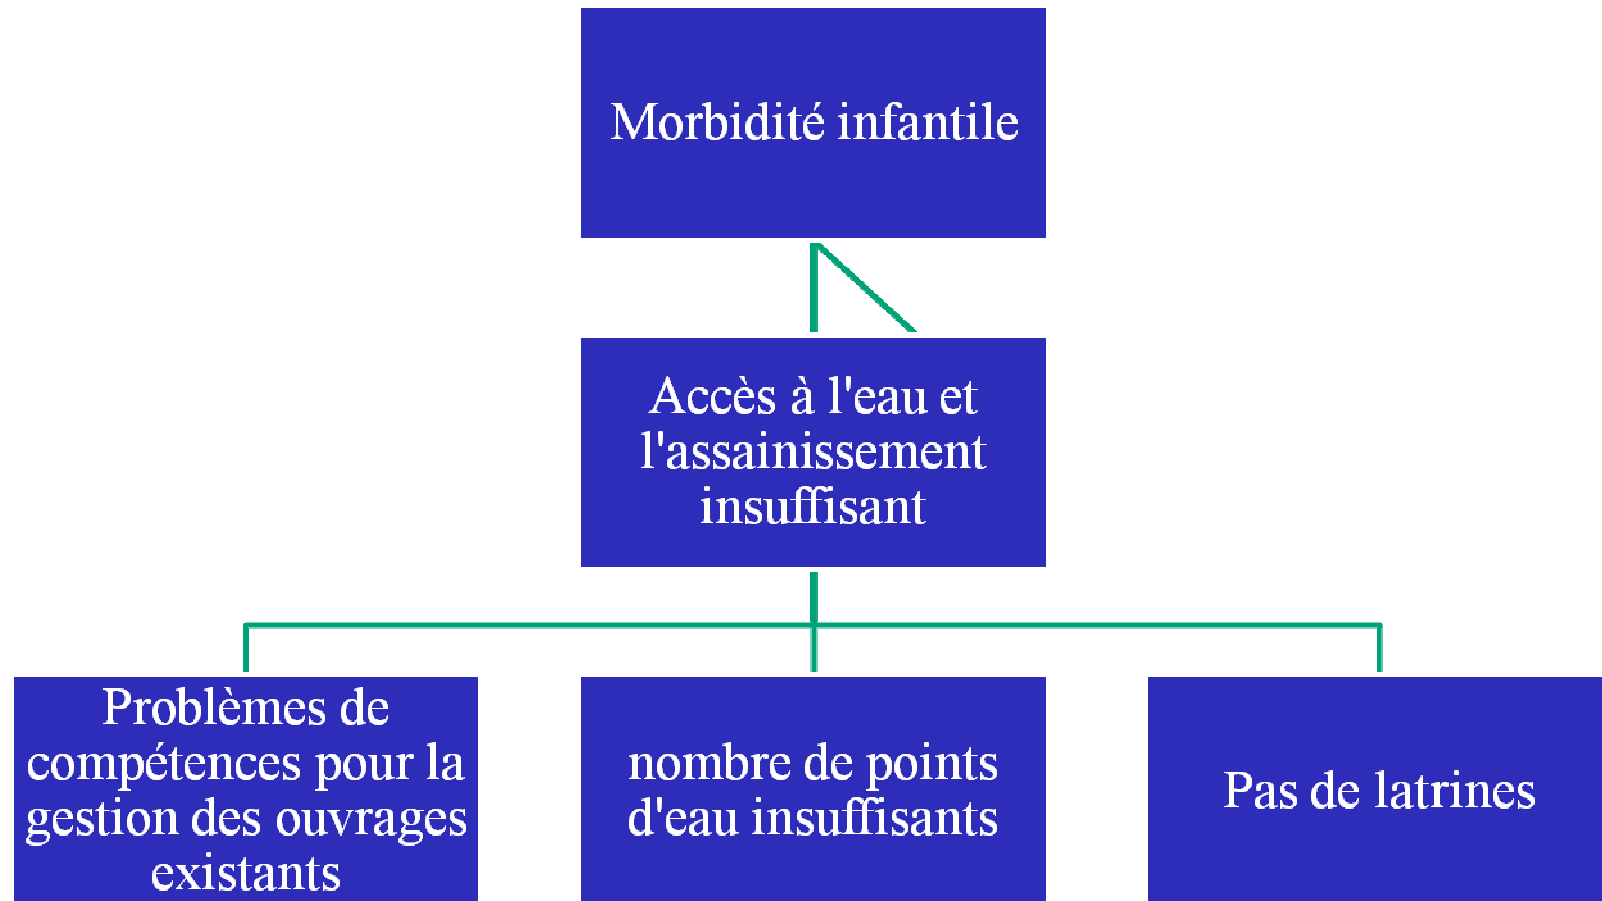 Morbidité infantile
Accès à l'eau et
l'assainissement
insuffisant
Problèmes de
compétences pour la
gestion des ouvrages
existants
nombre de points
d'eau insuffisants
Pas de latrines